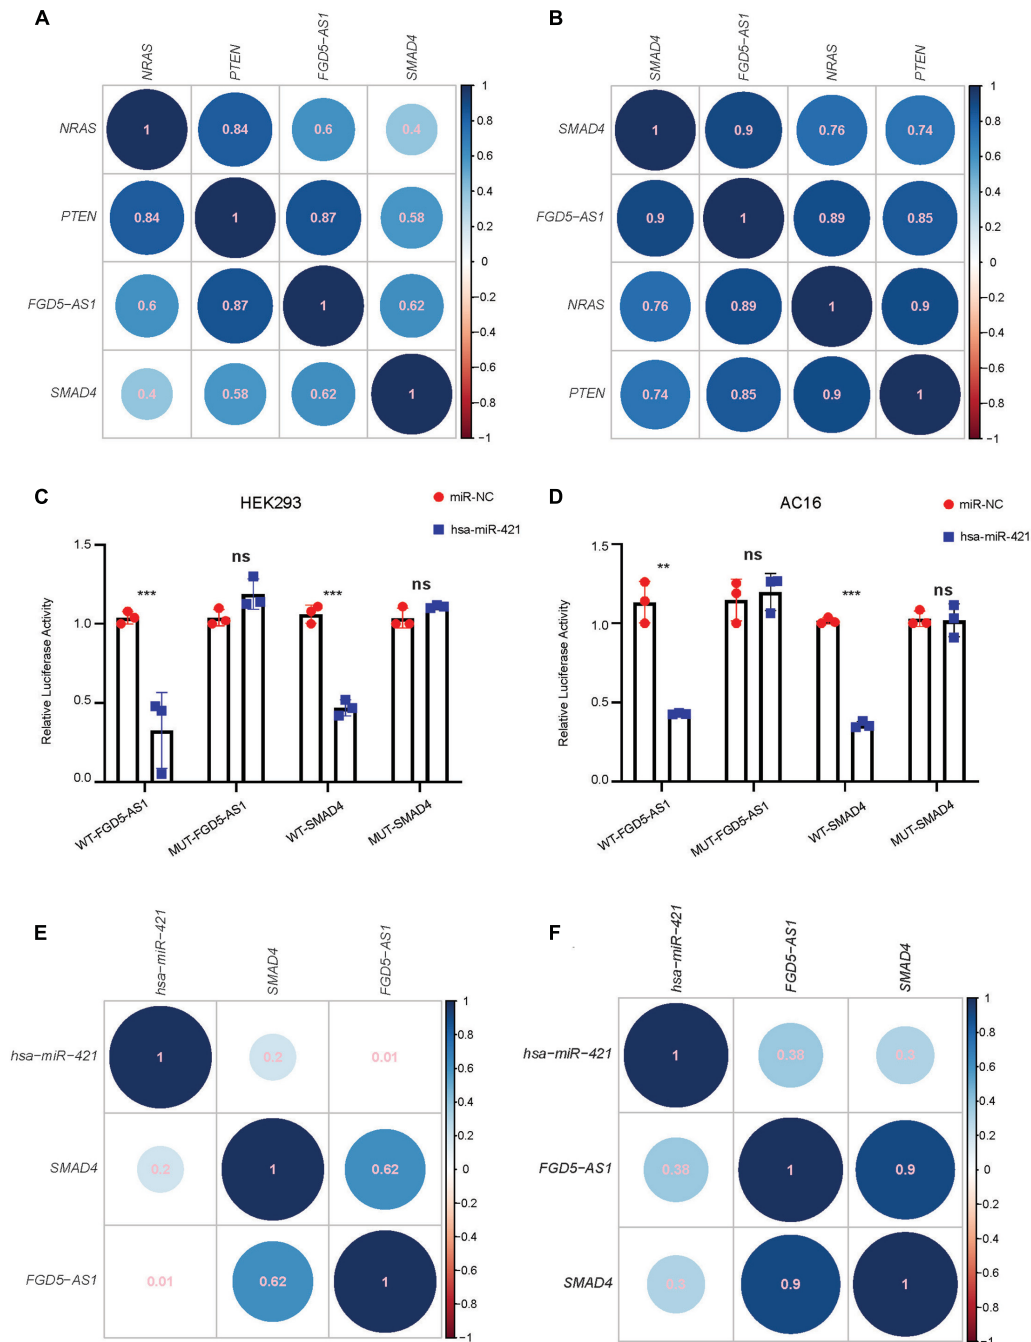 A
NRAS
PTEN
FGD5−AS1
SMAD4
NRAS
1
0.84
0.6
0.4
PTEN
0.84
1
0.87
0.58
FGD5−AS1
0.6
0.87
1
0.62
SMAD4
0.4
0.58
0.62
1
1
0.8
0.6
0.4
0.2
0
−0.2
−0.4
−0.6
−0.8
−1
B
SMAD4
FGD5−AS1
NRAS
PTEN
SMAD4
1
0.9
0.76
0.74
FGD5−AS1
0.9
1
0.89
0.85
NRAS
0.76
0.89
1
0.9
PTEN
0.74
0.85
0.9
1
1
0.8
0.6
0.4
0.2
0
−0.2
−0.4
−0.6
−0.8
−1
C
HEK293
miR-NC
hsa-miR-421
Relative Luciferase Activity
1.5
1.0
0.5
0.0
***
ns
***
ns
WT-FGD5-AS1
MUT-FGD5-AS1
WT-SMAD4
MUT-SMAD4
D
AC16
miR-NC
hsa-miR-421
Relative Luciferase Activity
1.5
1.0
0.5
0.0
**
ns
***
ns
WT-FGD5-AS1
MUT-FGD5-AS1
WT-SMAD4
MUT-SMAD4
E
hsa−miR−421
SMAD4
FGD5−AS1
hsa−miR−421
1
0.2
0.01
SMAD4
0.2
1
0.62
FGD5−AS1
0.01
0.62
1
1
0.8
0.6
0.4
0.2
0
−0.2
−0.4
−0.6
−0.8
−1
F
hsa−miR−421
FGD5−AS1
SMAD4
hsa−miR−421
1
0.38
0.3
FGD5−AS1
0.38
1
0.9
SMAD4
0.3
0.9
1
1
0.8
0.6
0.4
0.2
0
−0.2
−0.4
−0.6
−0.8
−1